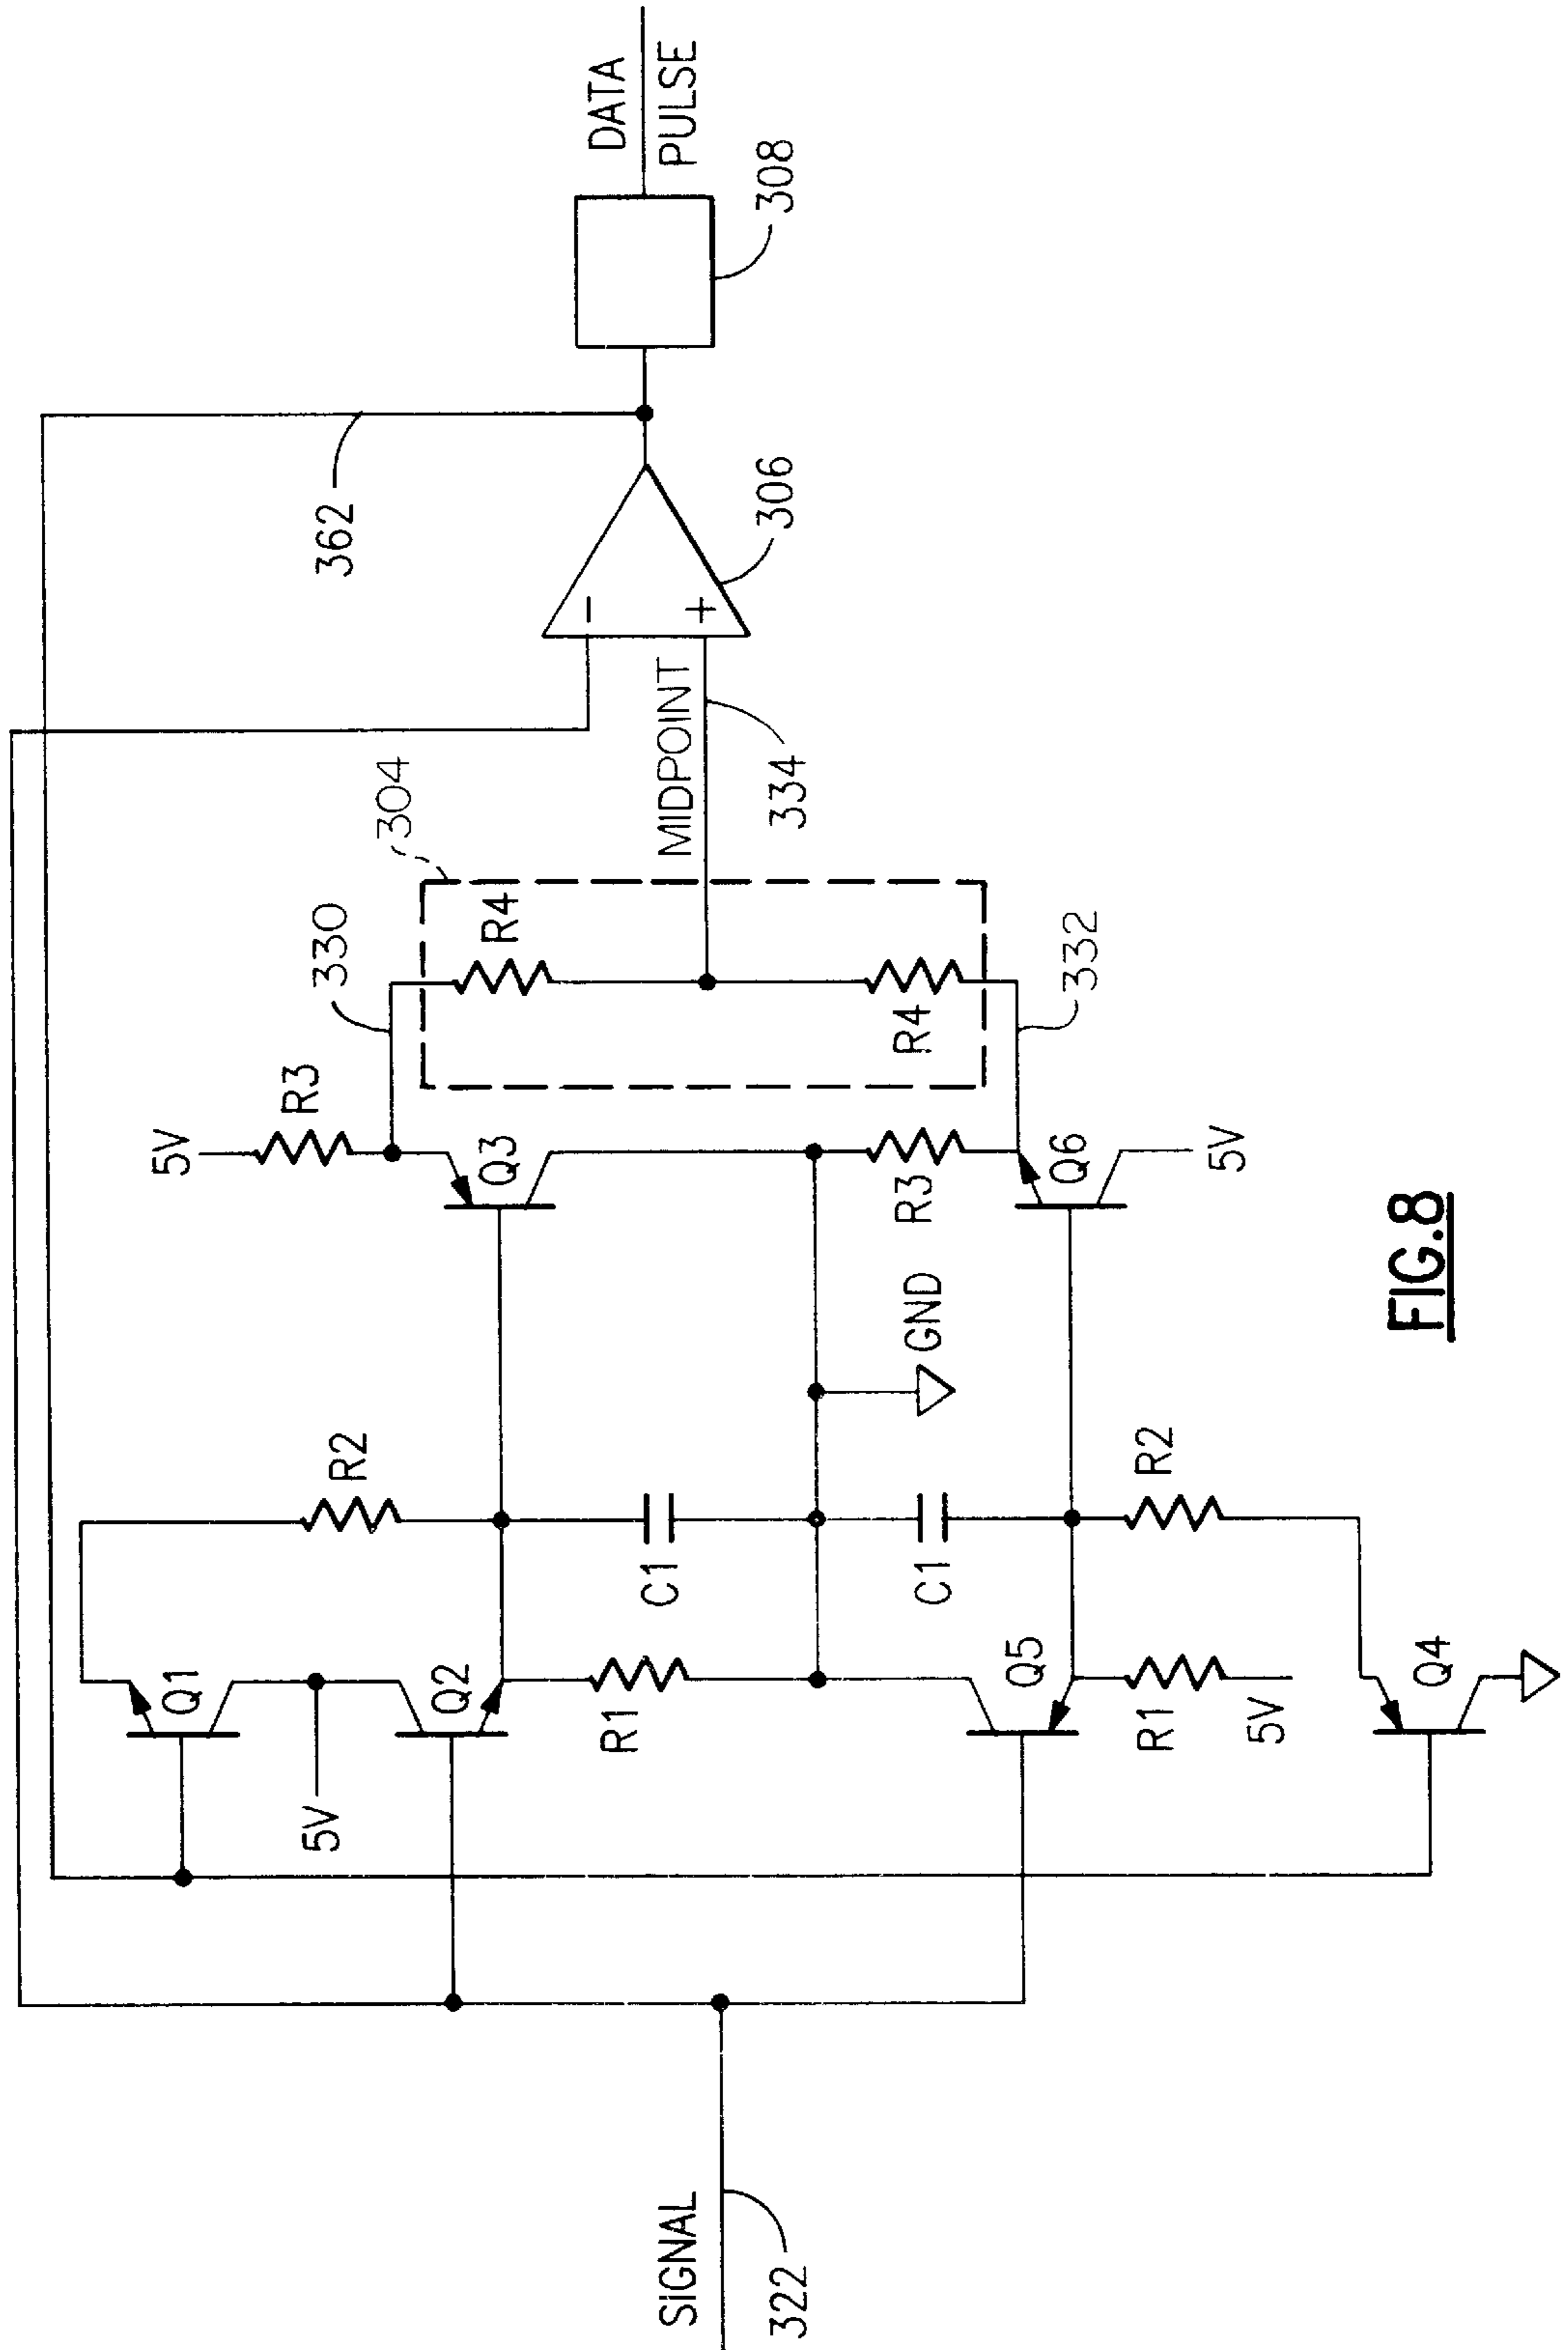 362
DATA
PULSE
308
306
304
MIDPOINT
334
330
R4
R4
332
5V
R3
Q3
R3
Q6
5V
GND
R2
C1
C1
R2
Q1
5V
Q2
R1
Q5
R1
5V
Q4
SIGNAL
322
FIG.8